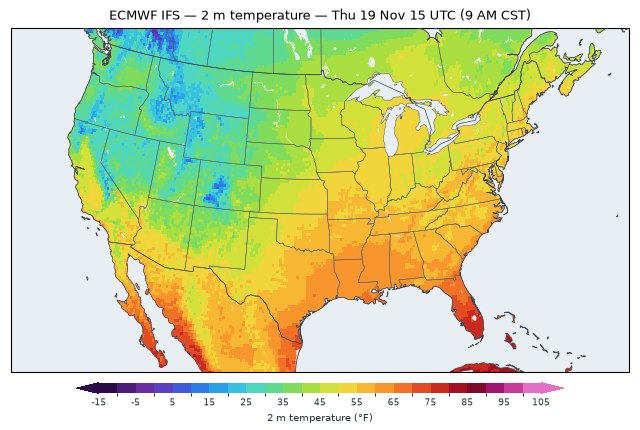 ECMWF IFS — 2 m temperature — Thu 19 Nov 15 UTC (9 AM CST)
-15 -5 5 15 25 35 45 55 65 75 85 95 105
2 m temperature (°F)